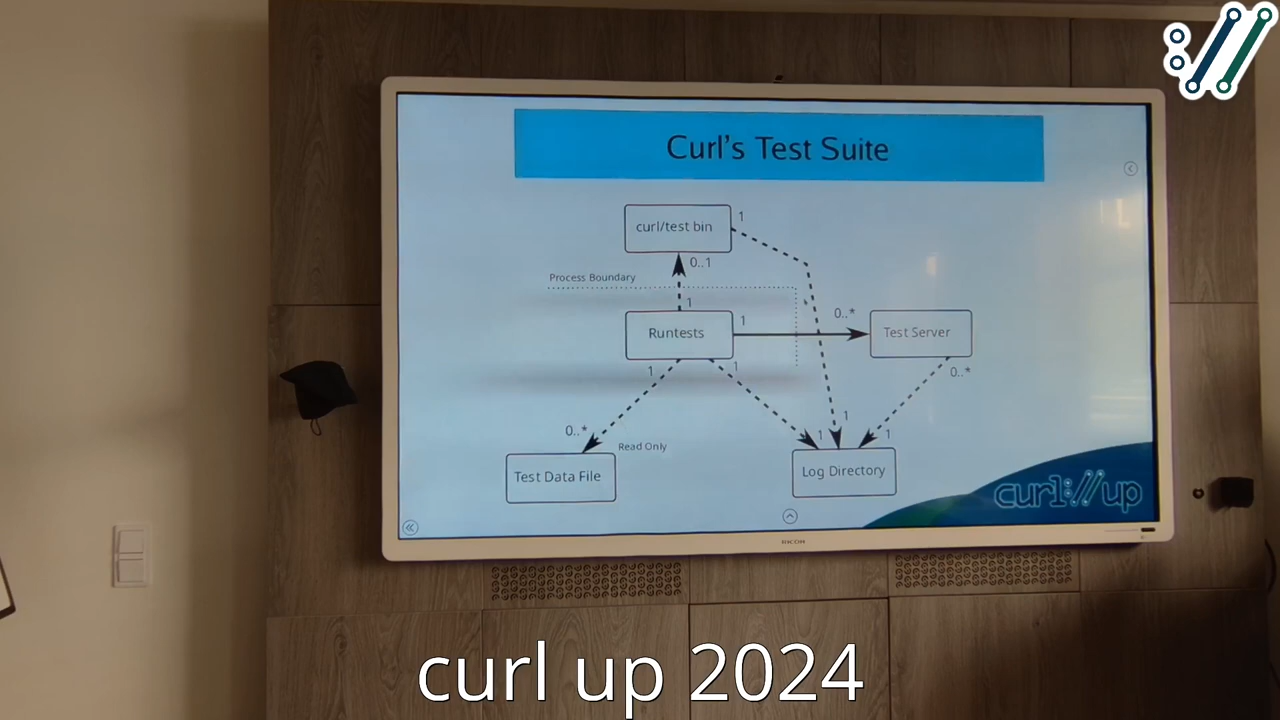 Curl's Test Suite
curl/test bin
1
0..1
Process Boundary
1
Runtests
1
0..*
Test Server
1
1
0..*
0..*
Read Only
1
1
1
Test Data File
Log Directory
curl://up
RICOH
curl up 2024